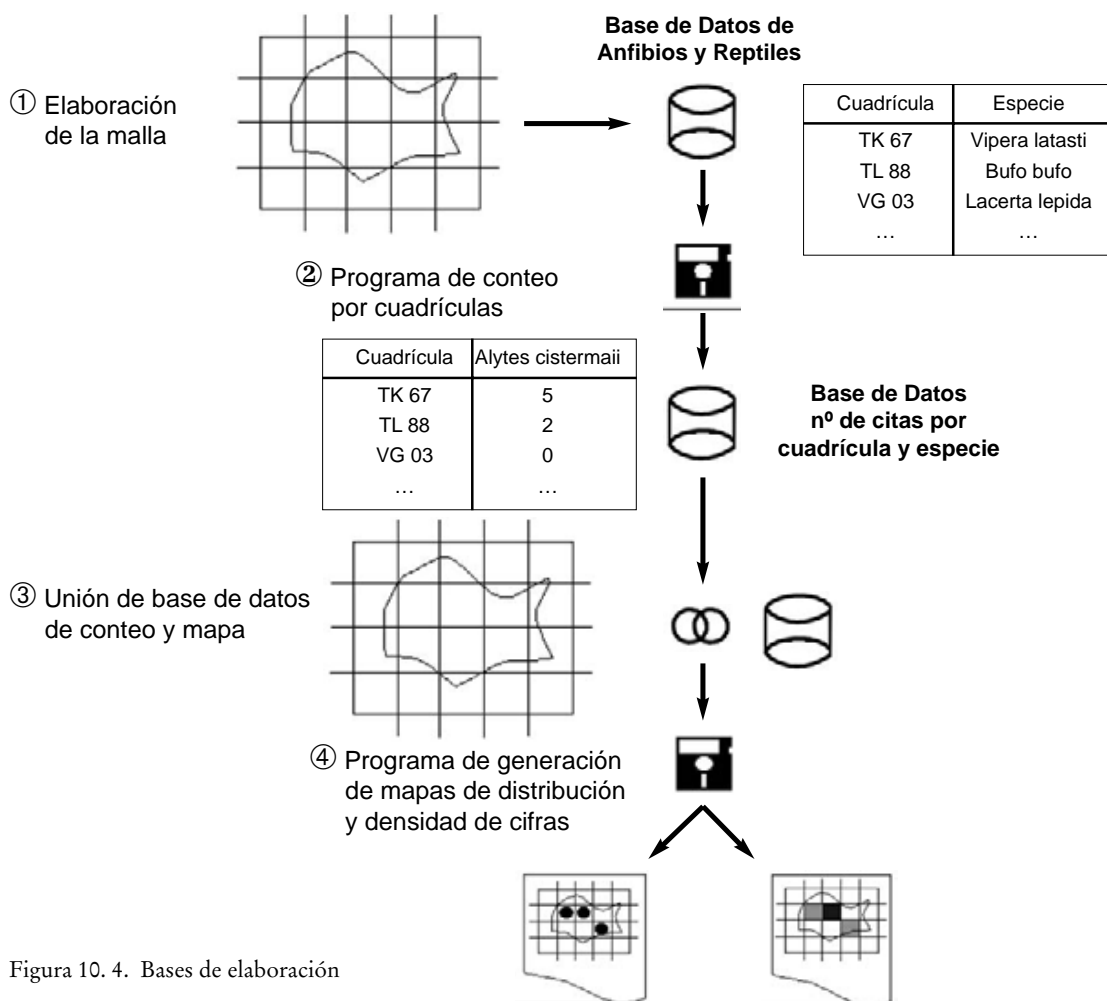 Base de Datos de
Anfibios y Reptiles
① Elaboración
de la malla
Cuadrícula Especie
TK 67 Vipera latasti
TL 88 Bufo bufo
VG 03 Lacerta lepida
… …
② Programa de conteo
por cuadrículas
Cuadrícula Alytes cistermaii
TK 67 5
TL 88 2
VG 03 0
… …
Base de Datos
nº de citas por
cuadrícula y especie
③ Unión de base de datos
de conteo y mapa
④ Programa de generación
de mapas de distribución
y densidad de cifras
Figura 10. 4. Bases de elaboración